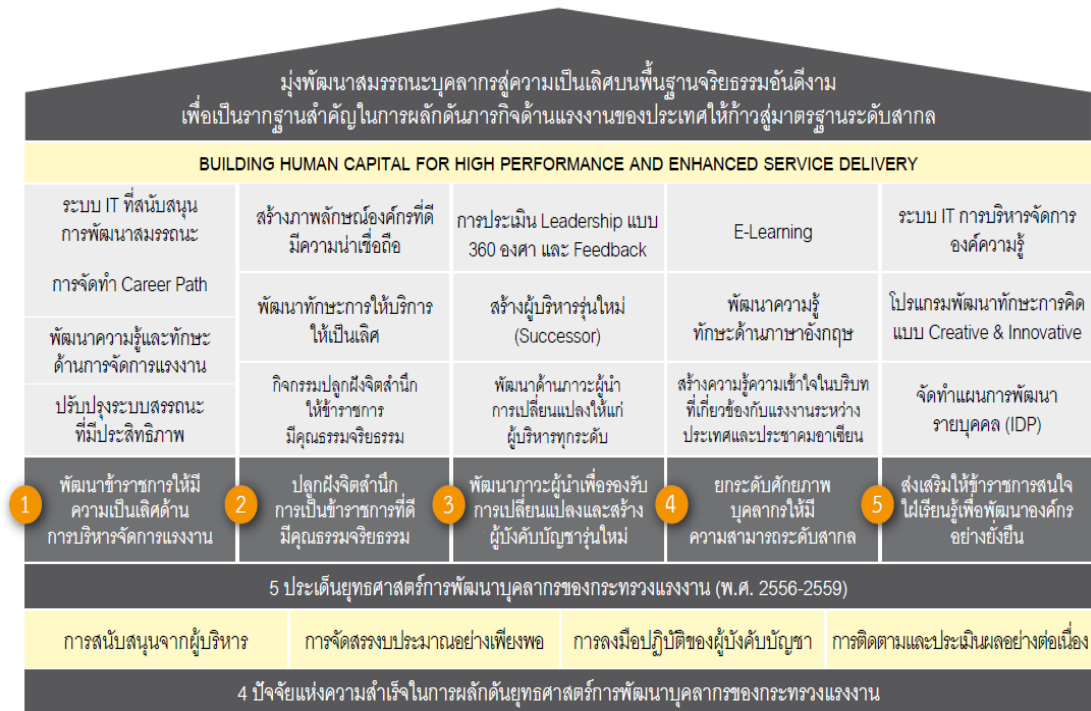 มุ่งพัฒนาสมรรถนะบุคลากรสู่ความเป็นเลิศบนพื้นฐานจริยธรรมอันดีงาม
เพื่อเป็นรากฐานสำคัญในการผลักดันภารกิจด้านแรงงานของประเทศให้ก้าวสู่มาตรฐานระดับสากล
BUILDING HUMAN CAPITAL FOR HIGH PERFORMANCE AND ENHANCED SERVICE DELIVERY
ระบบ IT ที่สนับสนุน
การพัฒนาสมรรถนะ
การจัดทำ Career Path
พัฒนาความรู้และทักษะ
ด้านการจัดการแรงงาน
ปรับปรุงระบบสรรถนะ
ที่มีประสิทธิภาพ
สร้างภาพลักษณ์องค์กรที่ดี
มีความน่าเชื่อถือ
พัฒนาทักษะการให้บริการ
ให้เป็นเลิศ
กิจกรรมปลูกฝังจิตสำนึก
ให้ข้าราชการ
มีคุณธรรมจริยธรรม
การประเมิน Leadership แบบ
360 องศา และ Feedback
สร้างผู้บริหารรุ่นใหม่
(Successor)
พัฒนาด้านภาวะผู้นำ
การเปลี่ยนแปลงให้แก่
ผู้บริหารทุกระดับ
E-Learning
พัฒนาความรู้
ทักษะด้านภาษาอังกฤษ
สร้างความรู้ความเข้าใจในบริบท
ที่เกี่ยวข้องกับแรงงานระหว่าง
ประเทศและประชาคมอาเซียน
ระบบ IT การบริหารจัดการ
องค์ความรู้
โปรแกรมพัฒนาทักษะการคิด
แบบ Creative & Innovative
จัดทำแผนการพัฒนา
รายบุคคล (IDP)
1
พัฒนาข้าราชการให้มี
ความเป็นเลิศด้าน
การบริหารจัดการแรงงาน
2
ปลูกฝังจิตสำนึก
การเป็นข้าราชการที่ดี
มีคุณธรรมจริยธรรม
3
พัฒนาภาวะผู้นำเพื่อรองรับ
การเปลี่ยนแปลงและสร้าง
ผู้บังคับบัญชารุ่นใหม่
4
ยกระดับศักยภาพ
บุคลากรให้มี
ความสามารถระดับสากล
5
ส่งเสริมให้ข้าราชการสนใจ
ใฝ่เรียนรู้เพื่อพัฒนาองค์กร
อย่างยั่งยืน
5 ประเด็นยุทธศาสตร์การพัฒนาบุคลากรของกระทรวงแรงงาน (พ.ศ. 2556-2559)
การสนับสนุนจากผู้บริหาร
การจัดสรรงบประมาณอย่างเพียงพอ
การลงมือปฏิบัติของผู้บังคับบัญชา
การติดตามและประเมินผลอย่างต่อเนื่อง
4 ปัจจัยแห่งความสำเร็จในการผลักดันยุทธศาสตร์การพัฒนาบุคลากรของกระทรวงแรงงาน